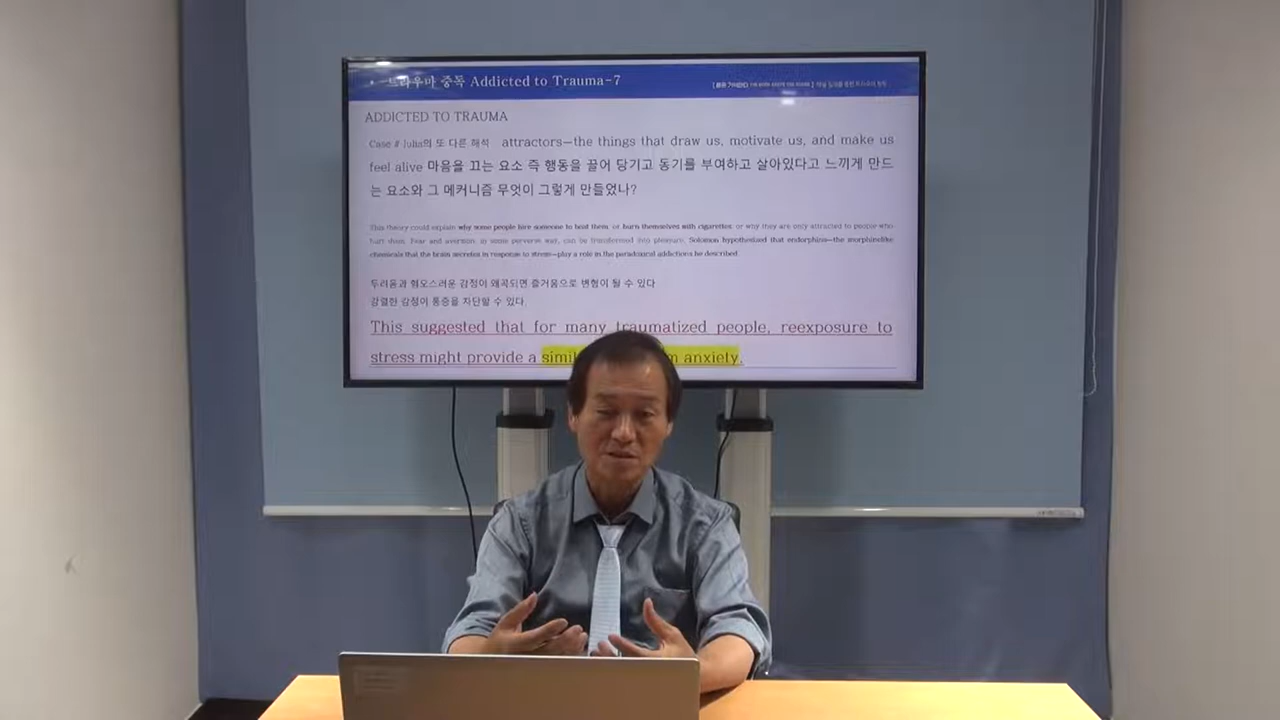 트라우마 중독 Addicted to Trauma-7
ADDICTED TO TRAUMA
Case # Julia의 또 다른 해석 attractors—the things that draw us, motivate us, and make us
feel alive 마음을 끄는 요소 즉 행동을 끌어 당기고 동기를 부여하고 살아있다고 느끼게 만드
는 요소와 그 메커니즘 무엇이 그렇게 만들었나?
This theory could explain why some people hire someone to beat them, or burn themselves with cigarettes, or why they are only attracted to people who
hurt them. Fear and aversion, in some perverse way, can be transformed into pleasure. Solomon hypothesized that endorphins—the morphinelike
chemicals that the brain secretes in response to stress—play a role in the paradoxical addictions he described.
두려움과 혐오스러운 감정이 왜곡되면 즐거움으로 변형이 될 수 있다
강렬한 감정이 통증을 차단할 수 있다.
This suggested that for many traumatized people, reexposure to
stress might provide a anxiety.